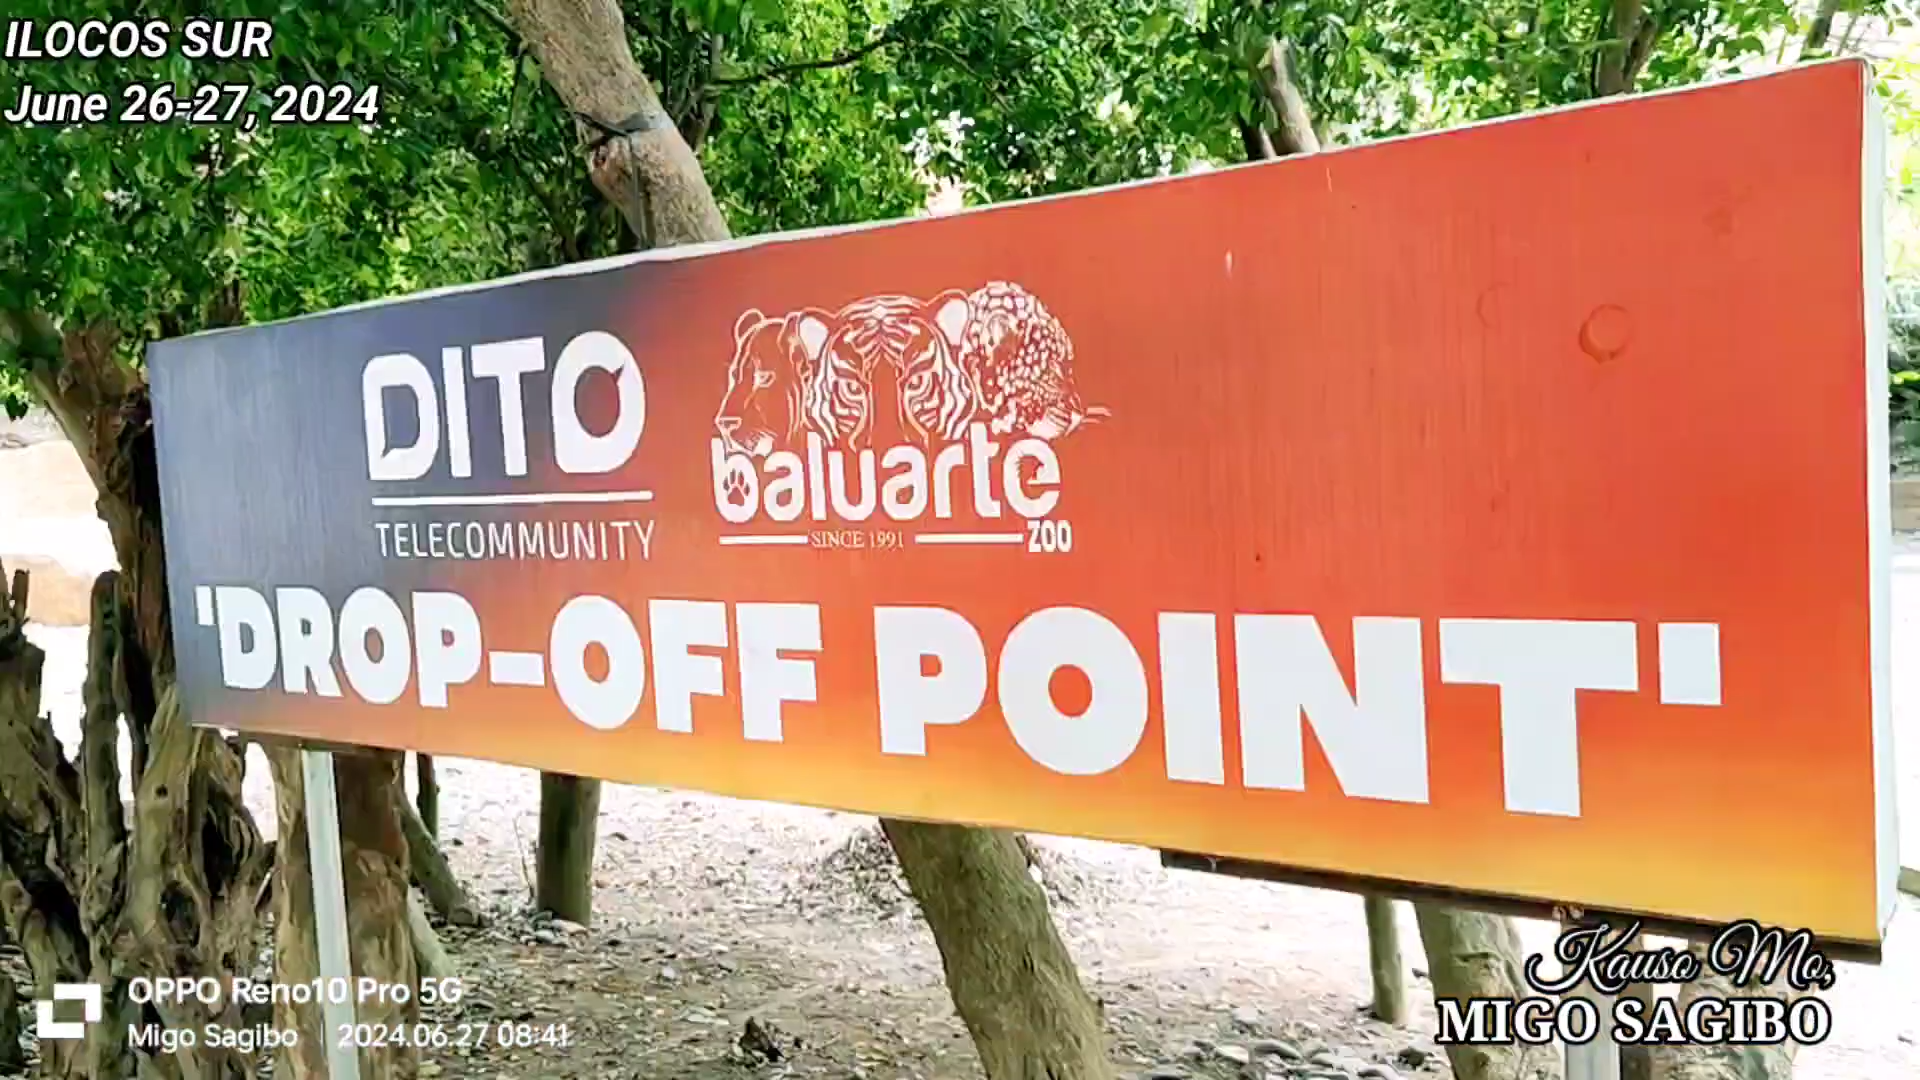 ILOCOS SUR
June 26-27, 2024
DITO
TELECOMMUNITY
baluarte
SINCE 1991 ZOO
'DROP-OFF POINT'
Kauso Mo,
MIGO SAGIBO
OPPO Reno10 Pro 5G
Migo Sagibo | 2024.06.27 08:41